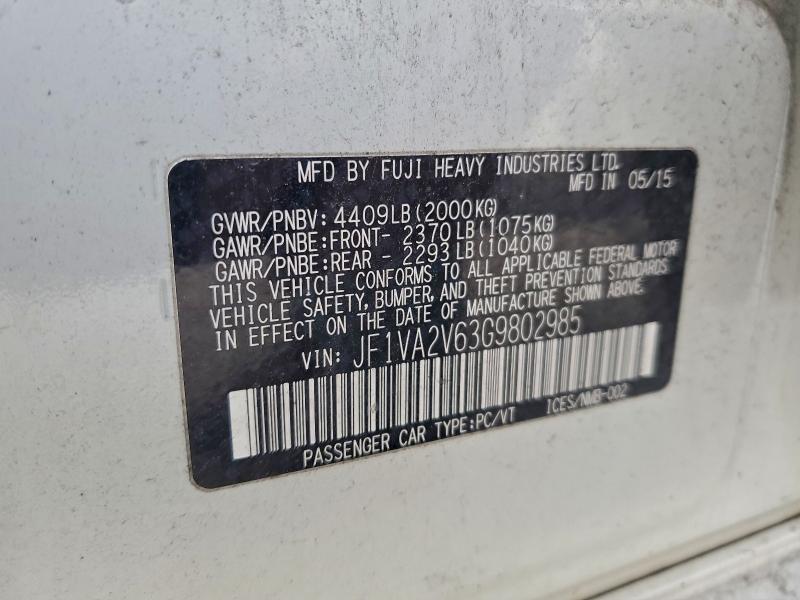 MFD BY FUJI HEAVY INDUSTRIES LTD.
MFD IN 05/15
GVWR/PNBV: 4409LB(2000KG)
GAWR/PNBE:FRONT- 2370LB(1075KG)
GAWR/PNBE:REAR - 2293LB(1040KG)
THIS VEHICLE CONFORMS TO ALL APPLICABLE FEDERAL MOTOR
VEHICLE SAFETY, BUMPER, AND THEFT PREVENTION STANDARDS
IN EFFECT ON THE DATE OF MANUFACTURE SHOWN ABOVE.
VIN: JF1VA2V63G9802985
PASSENGER CAR TYPE:PC/VT ICES/NMB-002